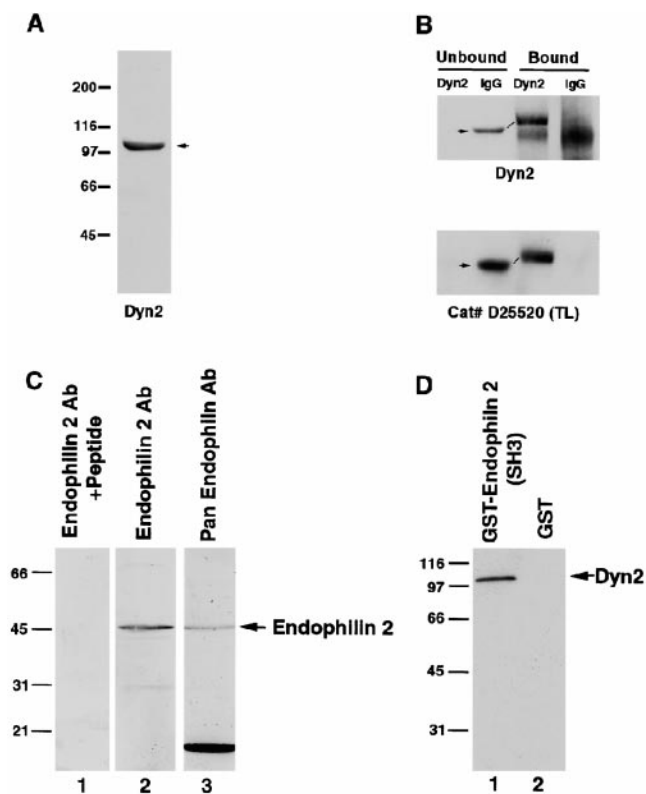 A
200
116
97
66
45
Dyn2
B
Unbound Bound
Dyn2 IgG Dyn2 IgG
Dyn2
Cat# D25520 (TL)
C
Endophilin 2 Ab
+Peptide
Endophilin 2 Ab
Pan Endophilin Ab
66
45
31
21
Endophilin 2
1 2 3
D
GST-Endophiln 2
(SH3)
GST
116
97
66
45
31
Dyn2
1 2